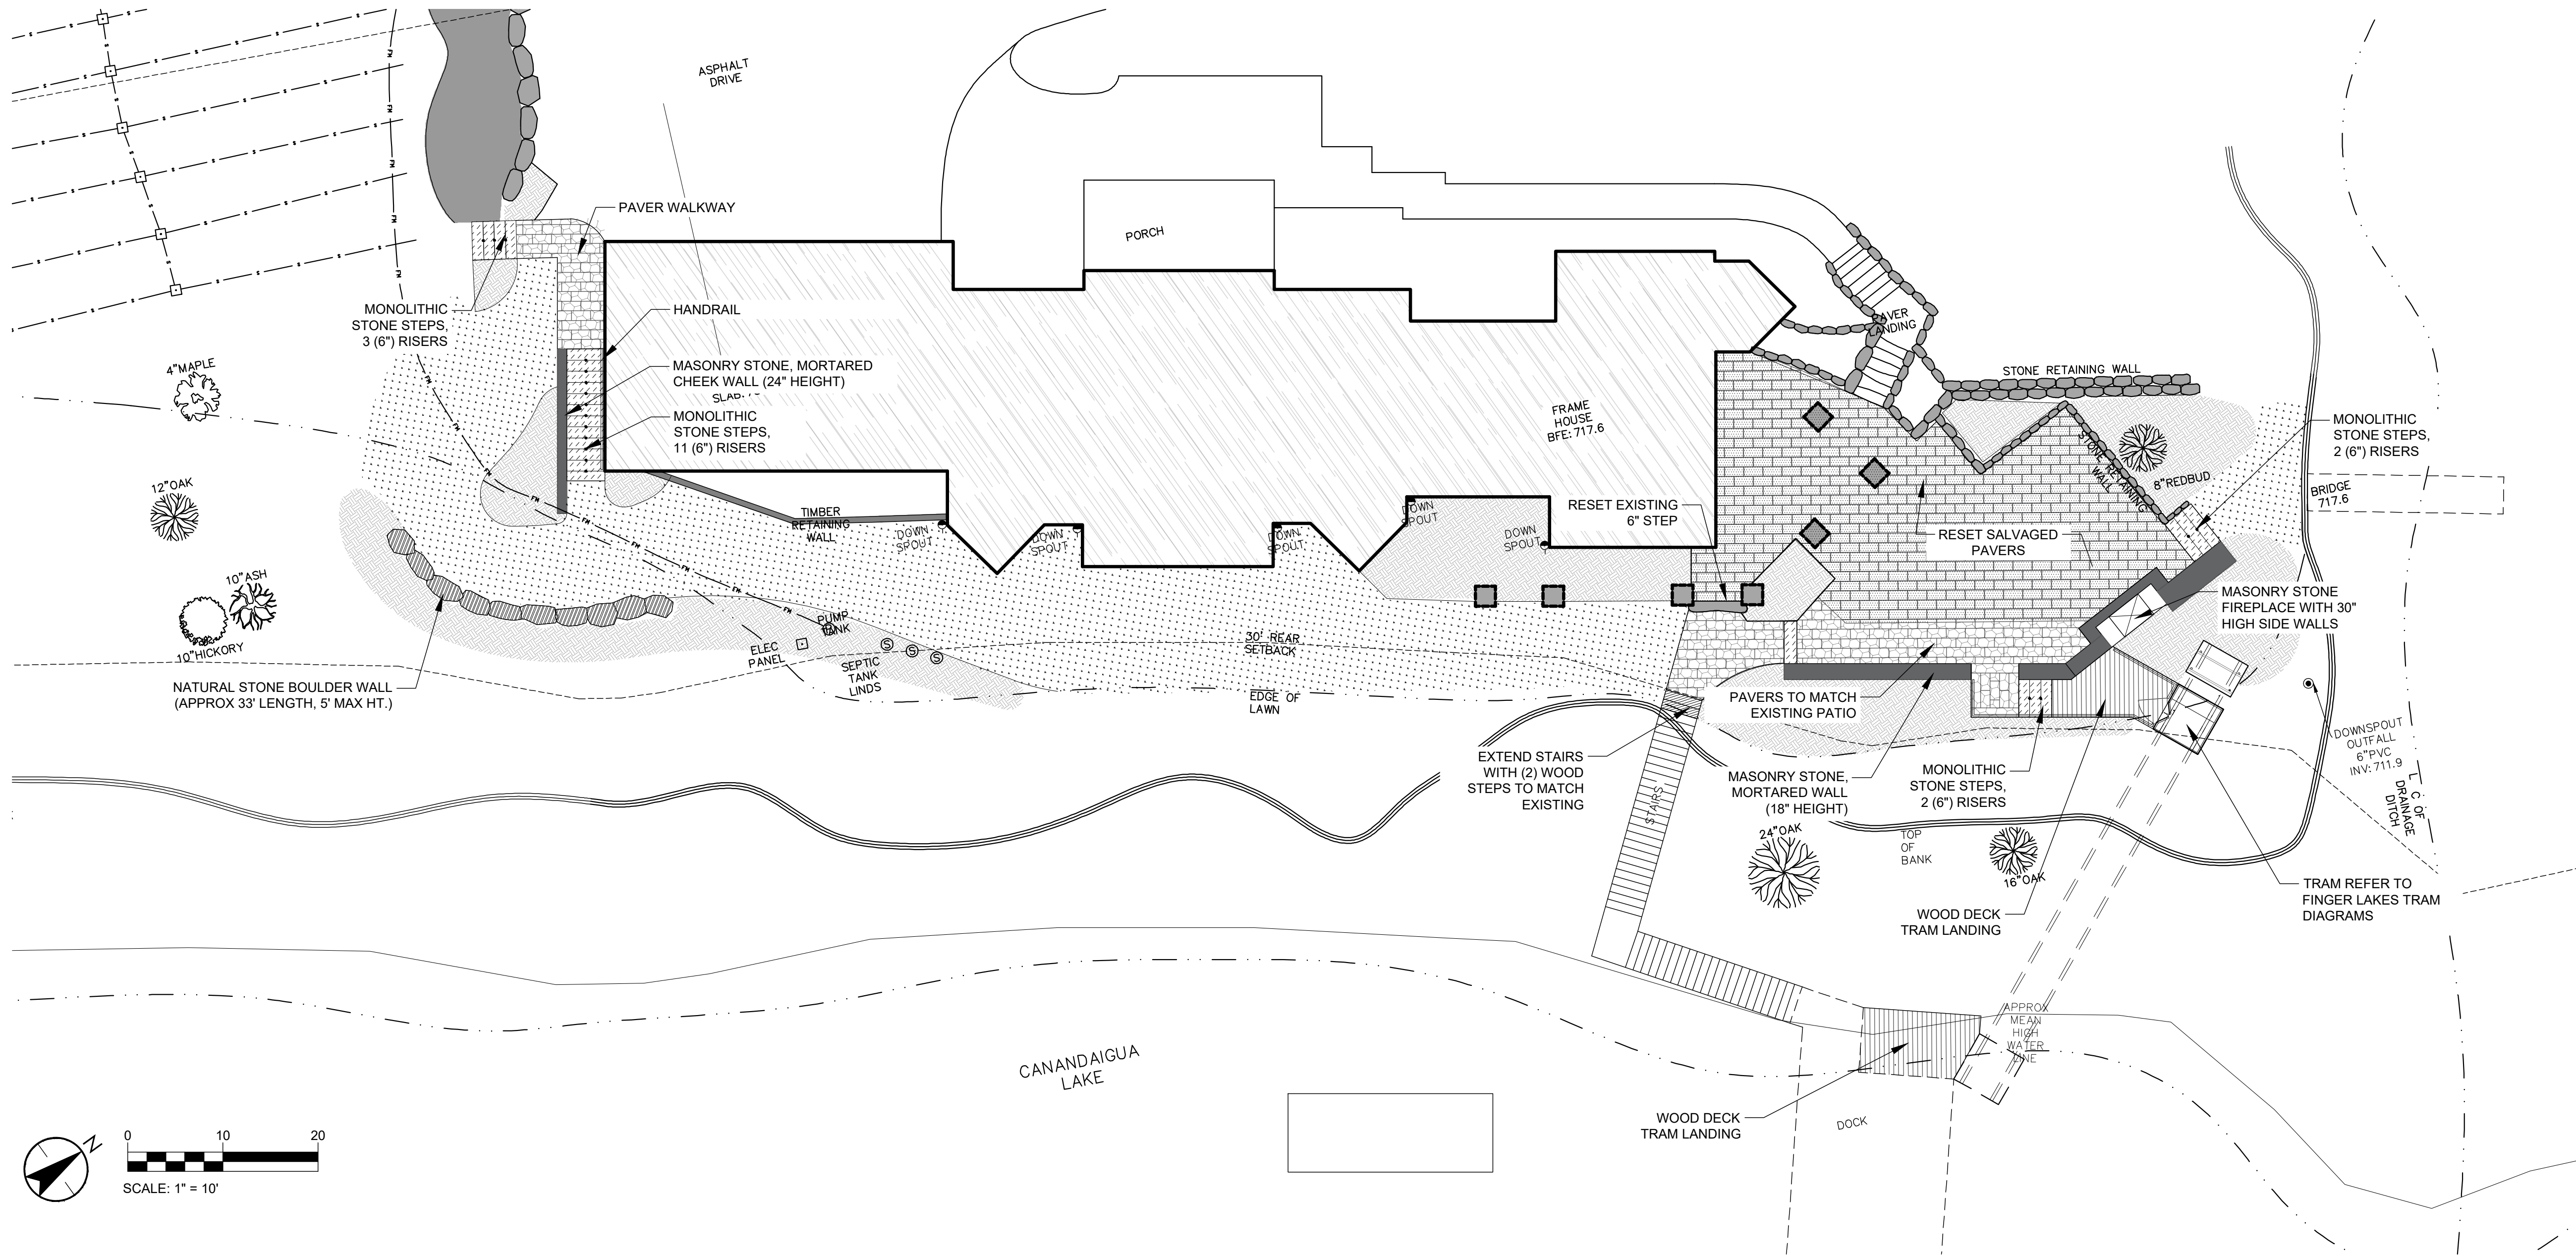 ASPHALT
DRIVE
PAVER WALKWAY
PORCH
MONOLITHIC
STONE STEPS,
3 (6") RISERS
HANDRAIL
MASONRY STONE, MORTARED
CHEEK WALL (24" HEIGHT)
MONOLITHIC
STONE STEPS,
11 (6") RISERS
PAVER
LANDING
STONE RETAINING WALL
4"MAPLE
FRAME
HOUSE
BFE: 717.6
MONOLITHIC
STONE STEPS,
2 (6") RISERS
STONE RETAINING
WALL
8"REDBUD
BRIDGE
717.6
12"OAK
TIMBER
RETAINING
WALL
DOWN
SPOUT
DOWN
SPOUT
DOWN
SPOUT
DOWN
SPOUT
DOWN
SPOUT
RESET EXISTING
6" STEP
RESET SALVAGED
PAVERS
10"ASH
10"HICKORY
MASONRY STONE
FIREPLACE WITH 30"
HIGH SIDE WALLS
PUMP
TANK
ELEC
PANEL
SEPTIC
TANK
LINDS
S
S
S
30' REAR
SETBACK
EDGE OF
LAWN
NATURAL STONE BOULDER WALL
(APPROX 33' LENGTH, 5' MAX HT.)
PAVERS TO MATCH
EXISTING PATIO
EXTEND STAIRS
WITH (2) WOOD
STEPS TO MATCH
EXISTING
STAIRS
MASONRY STONE,
MORTARED WALL
(18" HEIGHT)
MONOLITHIC
STONE STEPS,
2 (6") RISERS
DOWNSPOUT
OUTFALL
6"PVC
INV: 711.9
C OF
DRAINAGE
DITCH
24"OAK
TOP
OF
BANK
16"OAK
WOOD DECK
TRAM LANDING
TRAM REFER TO
FINGER LAKES TRAM
DIAGRAMS
APPROX
MEAN
HIGH
WATER
LINE
CANANDAIGUA
LAKE
WOOD DECK
TRAM LANDING
DOCK
N
0 10 20
SCALE: 1" = 10'